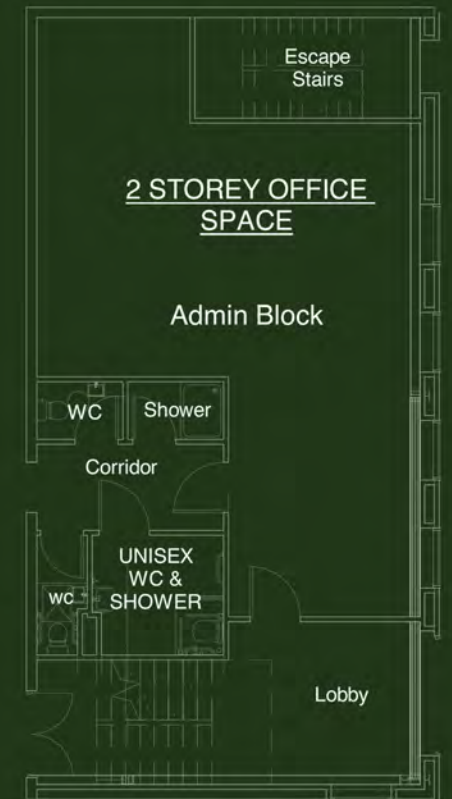 Escape
Stairs
2 STOREY OFFICE
SPACE
Admin Block
WC
Shower
Corridor
UNISEX
WC &
SHOWER
WC
Lobby